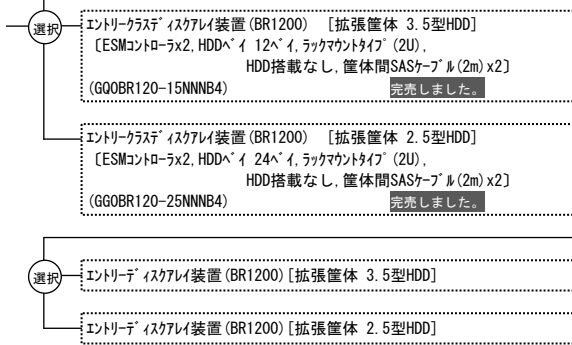 選択
エントリークラスディスクアレイ装置(BR1200) [拡張筐体 3.5型HDD]
〔ESMコントローラx2,HDDベイ 12ベイ,ラックマウントタイプ(2U),
HDD搭載なし,筐体間SASケーブル(2m)x2〕
(GQ0BR120-15NNNB4) 完売しました。
エントリークラスディスクアレイ装置(BR1200) [拡張筐体 2.5型HDD]
〔ESMコントローラx2,HDDベイ 24ベイ,ラックマウントタイプ(2U),
HDD搭載なし,筐体間SASケーブル(2m)x2〕
(GG0BR120-25NNNB4) 完売しました。
選択
エントリーディスクアレイ装置(BR1200)[拡張筐体 3.5型HDD]
エントリーディスクアレイ装置(BR1200)[拡張筐体 2.5型HDD]